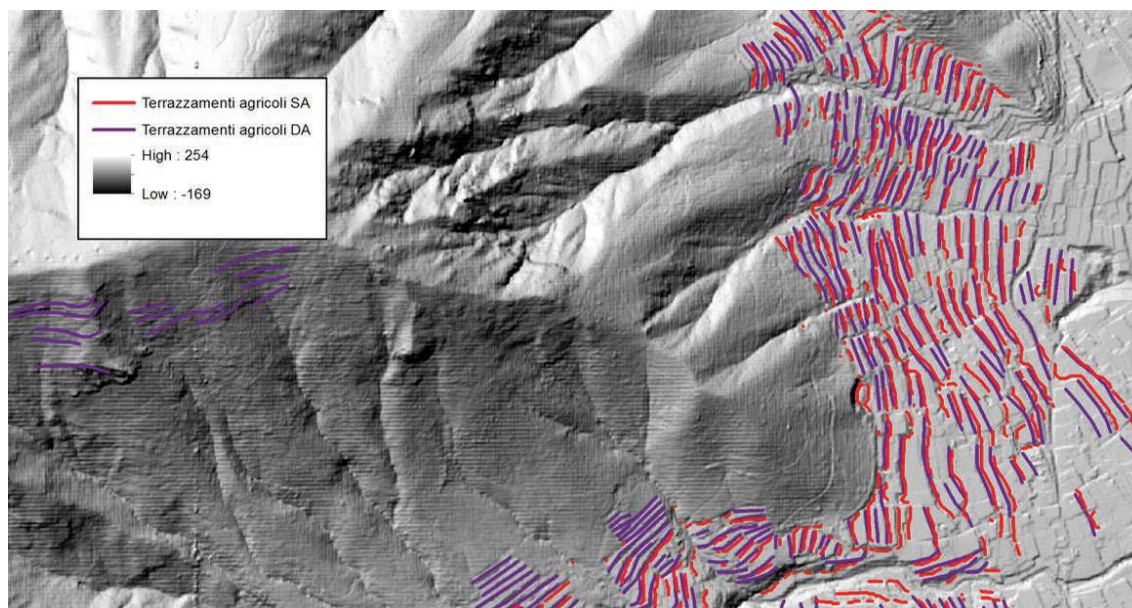 Terrazzamenti agricoli SA
Terrazzamenti agricoli DA
High : 254
Low : -169